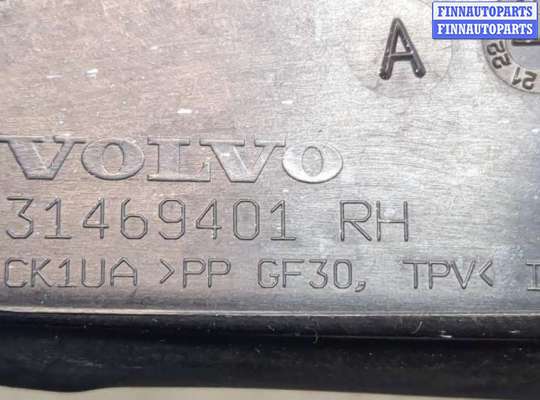 FINNAUTOPARTS
FINNAUTOPARTS
A
VOLVO
31469401 RH
CK1UA >PP GF30, TPV<